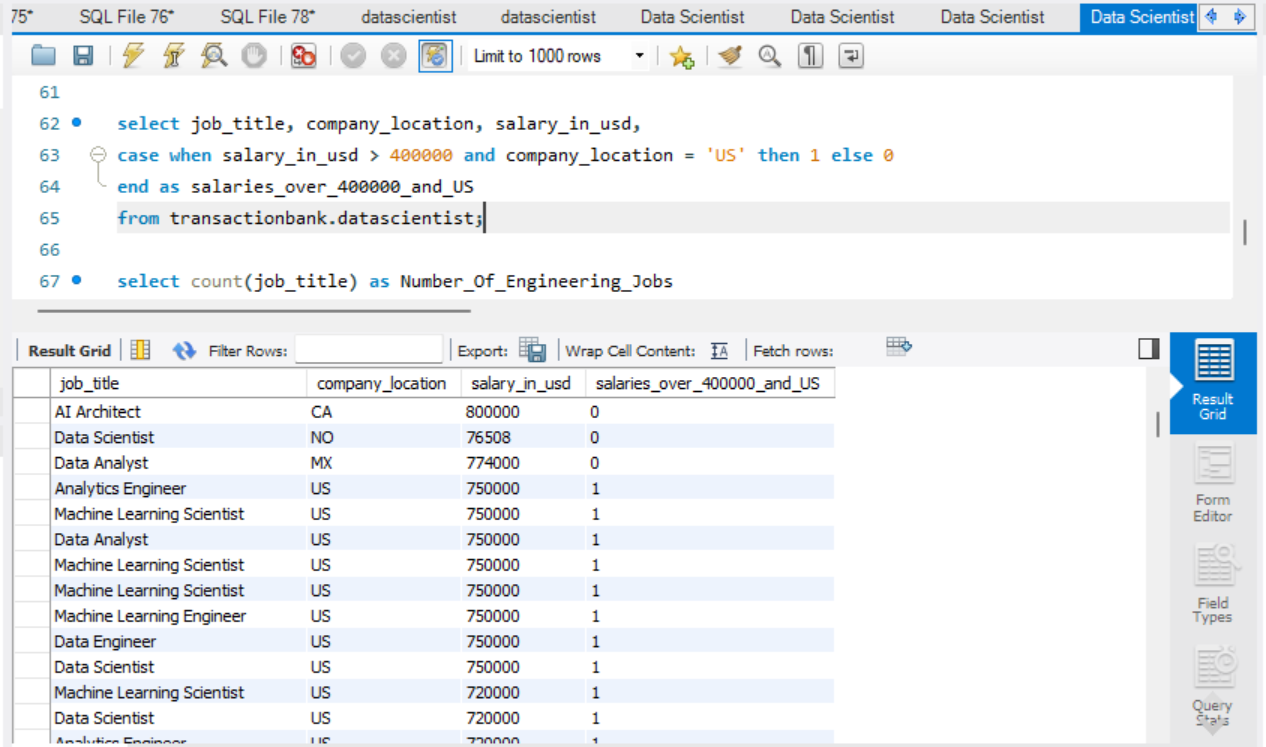 75* SQL File 76* SQL File 78* datascientist datascientist Data Scientist Data Scientist Data Scientist Data Scientist
Limit to 1000 rows
61
62 select job_title, company_location, salary_in_usd,
63 case when salary_in_usd > 400000 and company_location = 'US' then 1 else 0
64 end as salaries_over_400000_and_US
65 from transactionbank.datascientist;
66
67 select count(job_title) as Number_Of_Engineering_Jobs
Result Grid Filter Rows: Export: Wrap Cell Content: Fetch rows:
job_title company_location salary_in_usd salaries_over_400000_and_US
AI Architect CA 800000 0
Data Scientist NO 76508 0
Data Analyst MX 774000 0
Analytics Engineer US 750000 1
Machine Learning Scientist US 750000 1
Data Analyst US 750000 1
Machine Learning Scientist US 750000 1
Machine Learning Scientist US 750000 1
Machine Learning Engineer US 750000 1
Data Engineer US 750000 1
Data Scientist US 750000 1
Machine Learning Scientist US 720000 1
Data Scientist US 720000 1
Analytics Engineer US 720000 1
Result
Grid
Form
Editor
Field
Types
Query
Stats